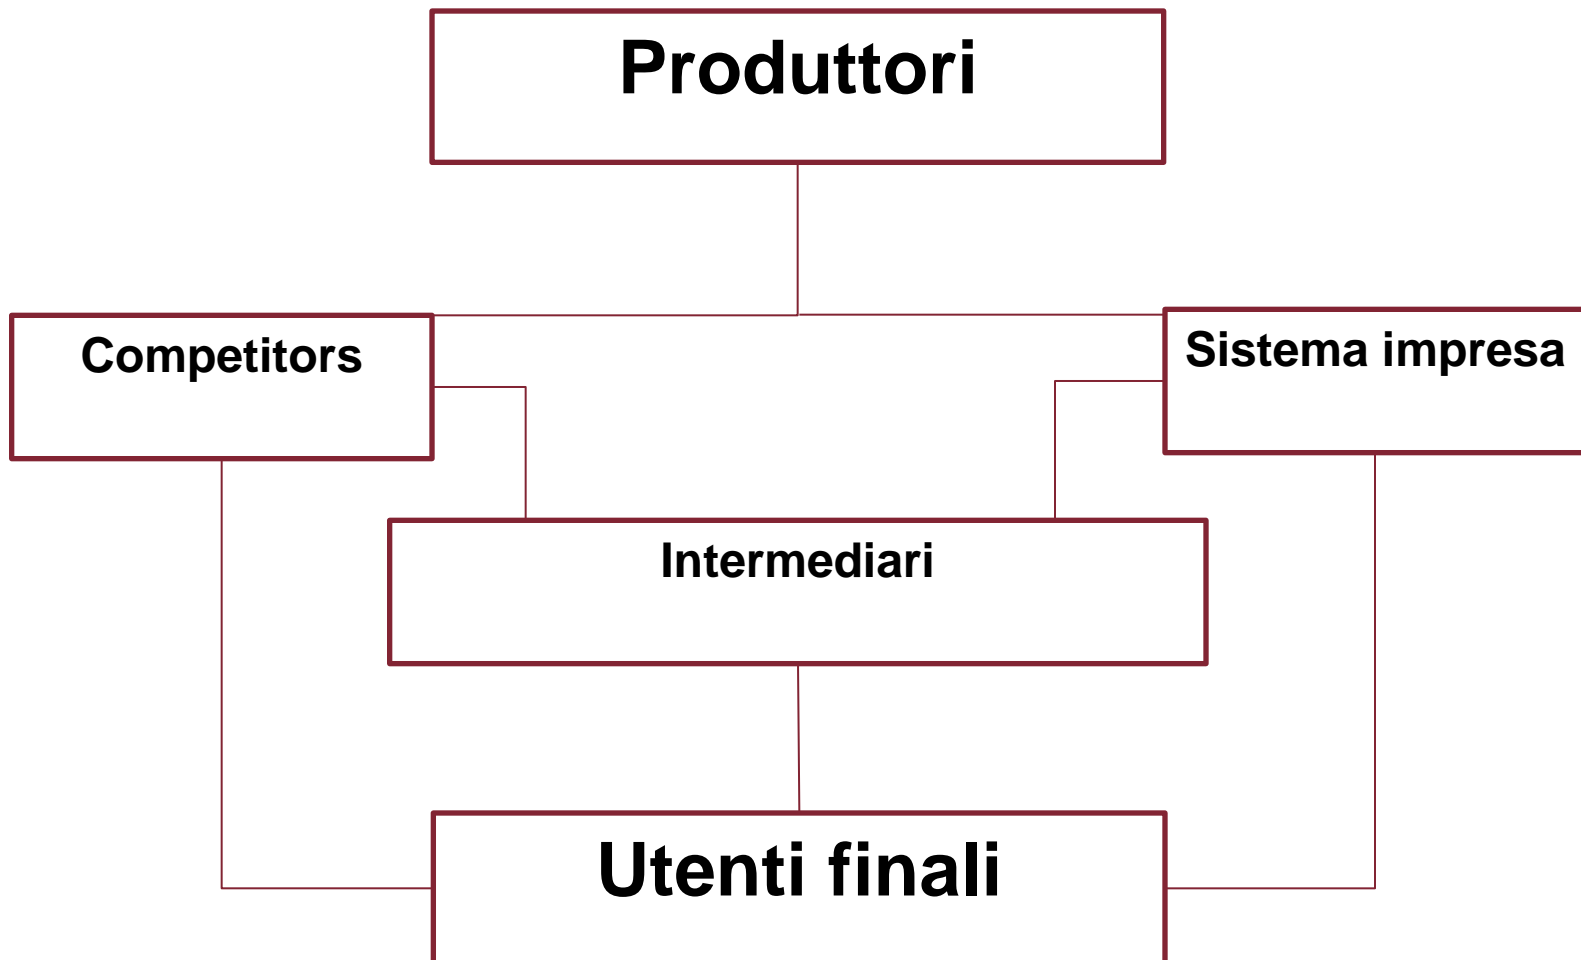 Produttori
Competitors
Sistema impresa
Intermediari
Utenti finali